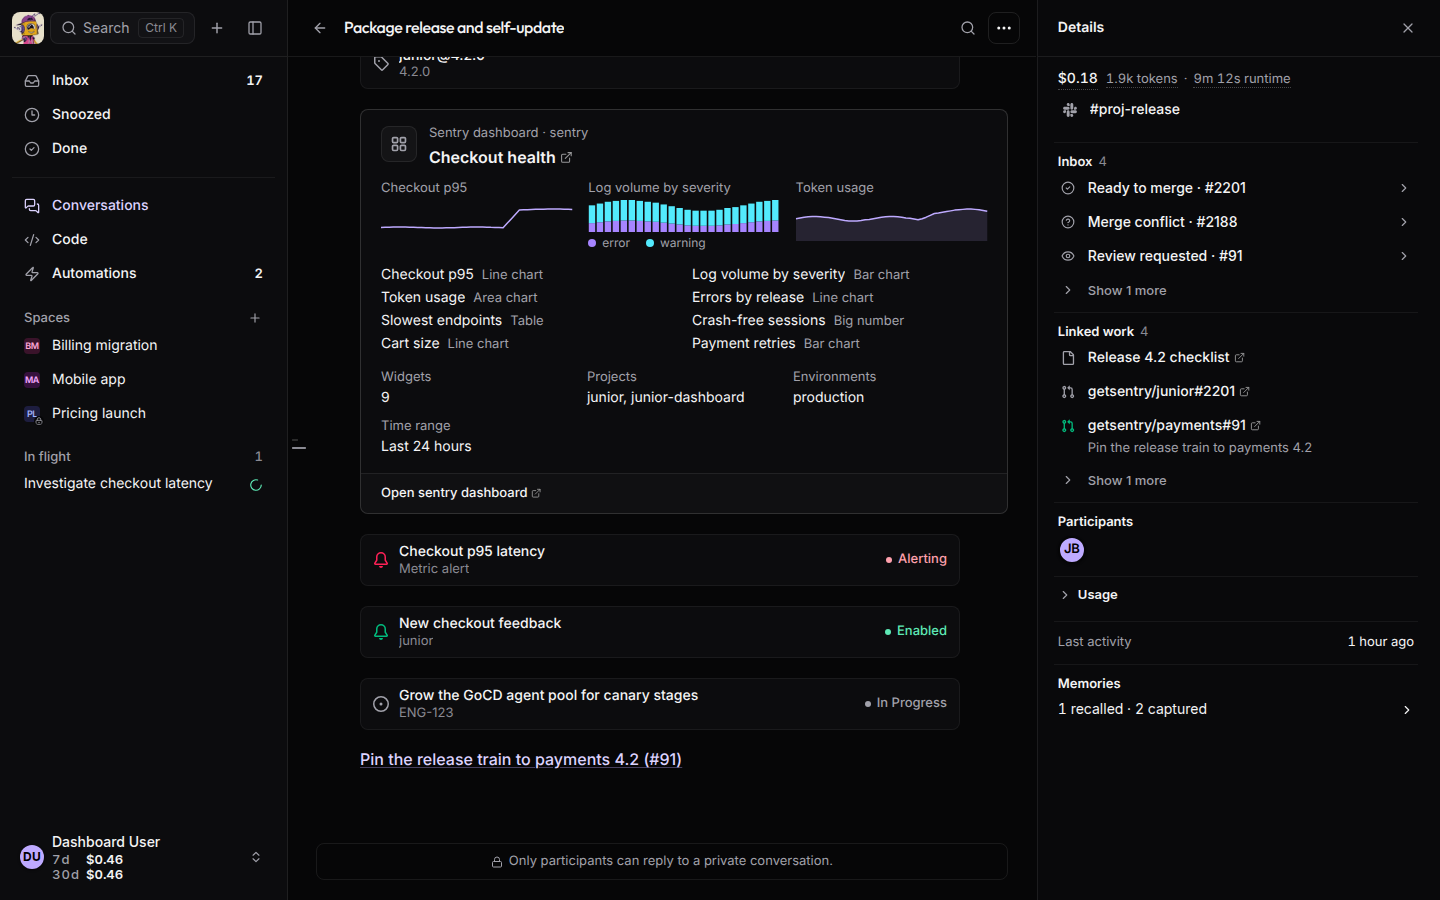 Search
Ctrl K
Inbox
17
Snoozed
Done
Conversations
Code
Automations
2
Spaces
BM
Billing migration
MA
Mobile app
PL
Pricing launch
In flight
1
Investigate checkout latency
DU
Dashboard User
7d $0.46
30d $0.46
Package release and self-update
junior@4.2.0
4.2.0
Sentry dashboard · sentry
Checkout health
Checkout p95
Log volume by severity
Token usage
error
warning
Checkout p95 Line chart
Log volume by severity Bar chart
Token usage Area chart
Errors by release Line chart
Slowest endpoints Table
Crash-free sessions Big number
Cart size Line chart
Payment retries Bar chart
Widgets
9
Projects
junior, junior-dashboard
Environments
production
Time range
Last 24 hours
Open sentry dashboard
Checkout p95 latency
Metric alert
Alerting
New checkout feedback
junior
Enabled
Grow the GoCD agent pool for canary stages
ENG-123
In Progress
Pin the release train to payments 4.2 (#91)
Only participants can reply to a private conversation.
Details
$0.18 1.9k tokens · 9m 12s runtime
#proj-release
Inbox 4
Ready to merge · #2201
Merge conflict · #2188
Review requested · #91
Show 1 more
Linked work 4
Release 4.2 checklist
getsentry/junior#2201
getsentry/payments#91
Pin the release train to payments 4.2
Show 1 more
Participants
JB
Usage
Last activity
1 hour ago
Memories
1 recalled · 2 captured